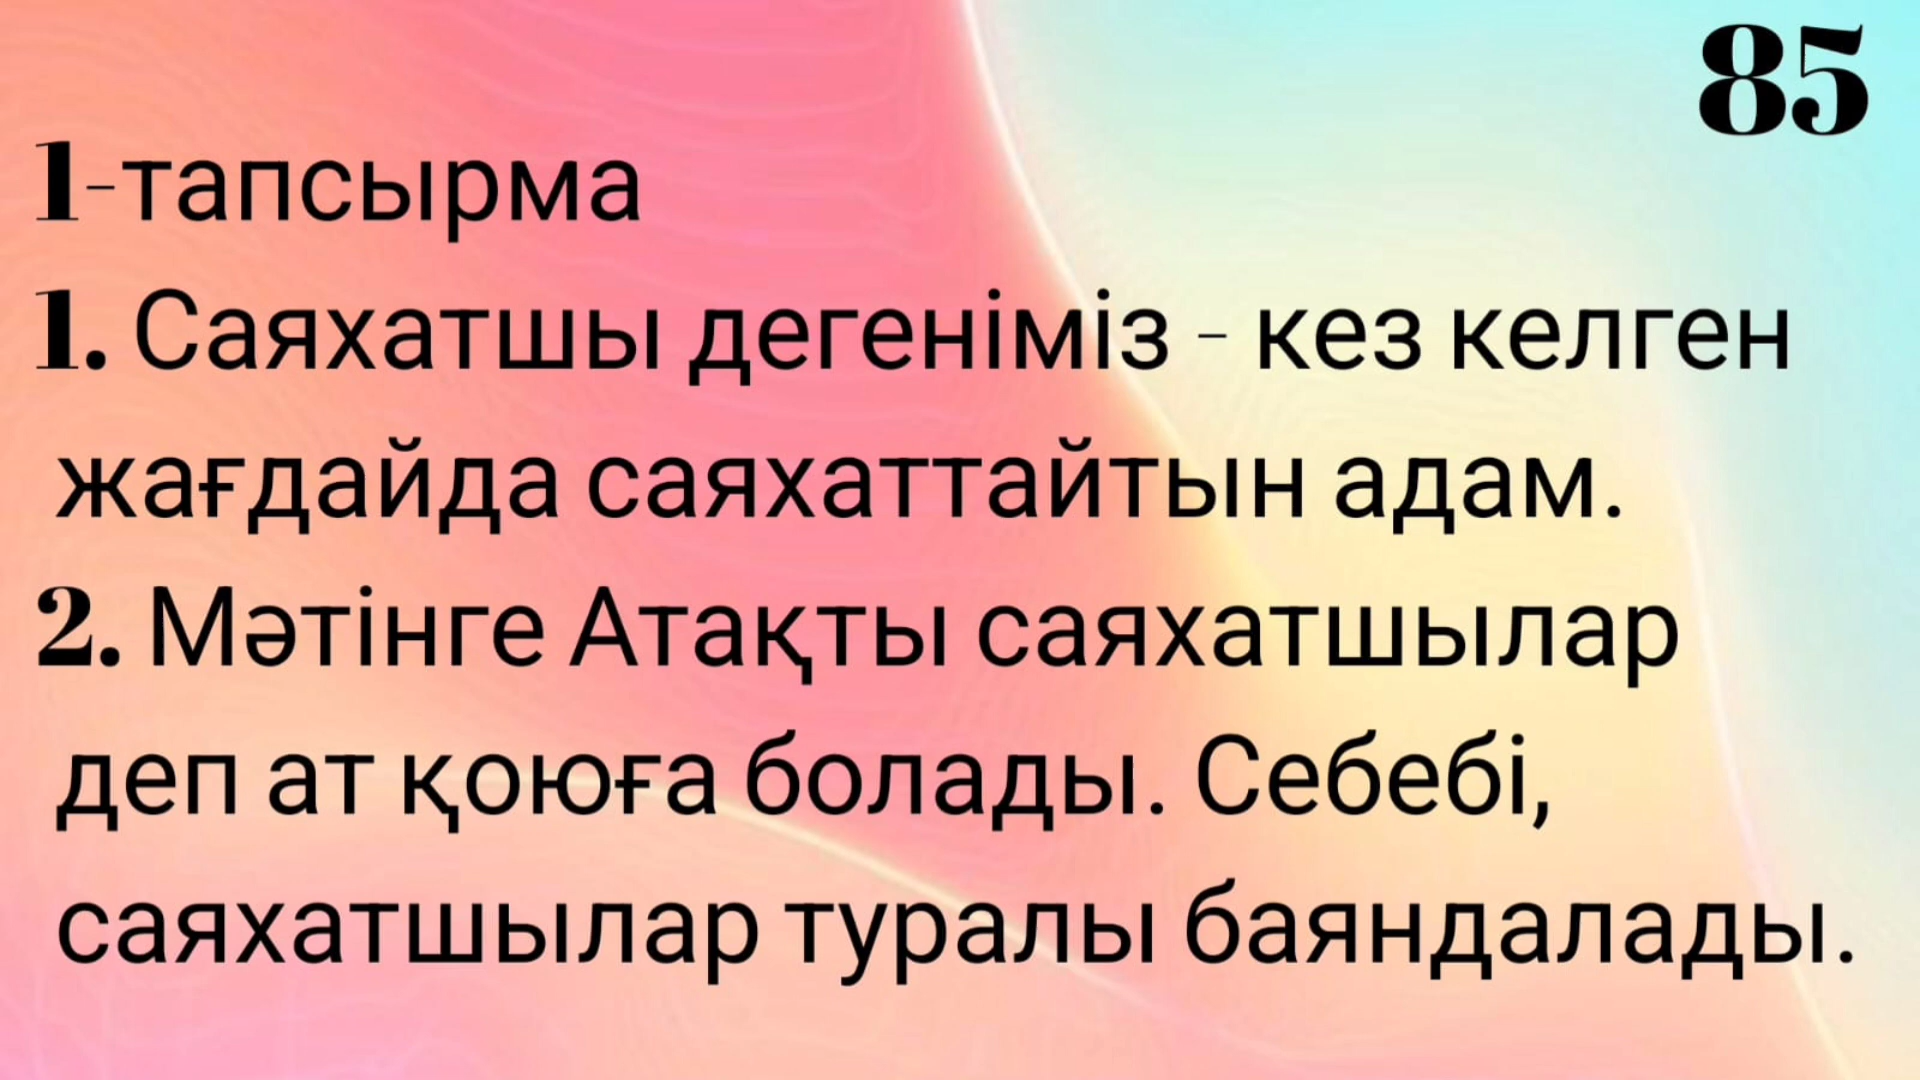 85
1-тапсырма
1. Саяхатшы дегеніміз - кез келген
жағдайда саяхаттайтын адам.
2. Мәтінге Атақты саяхатшылар
деп ат қоюға болады. Себебі,
саяхатшылар туралы баяндалады.